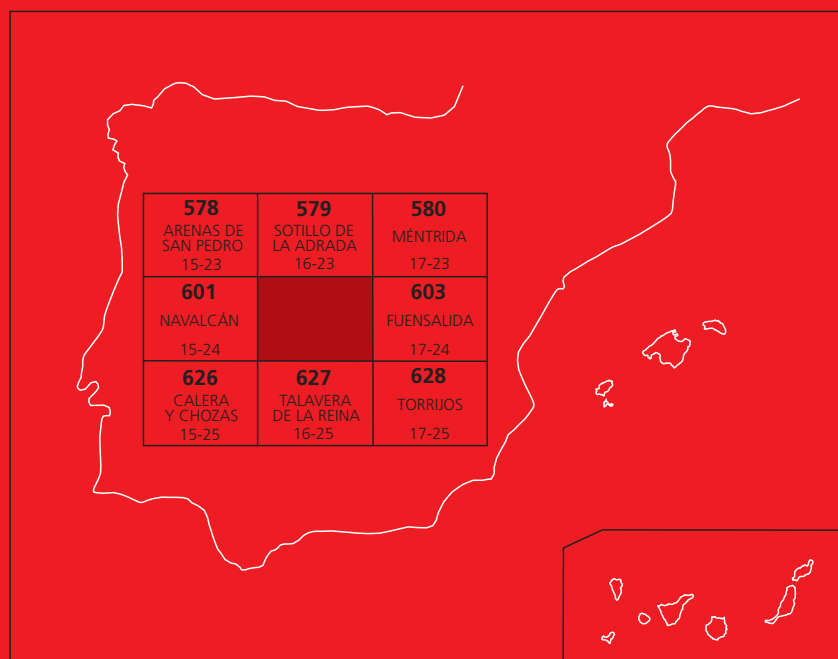 578
ARENAS DE
SAN PEDRO
15-23
579
SOTILLO DE
LA ADRADA
16-23
580
MÉNTRIDA
17-23
601
NAVALCÁN
15-24
603
FUENSALIDA
17-24
626
CALERA
Y CHOZAS
15-25
627
TALAVERA
DE LA REINA
16-25
628
TORRIJOS
17-25